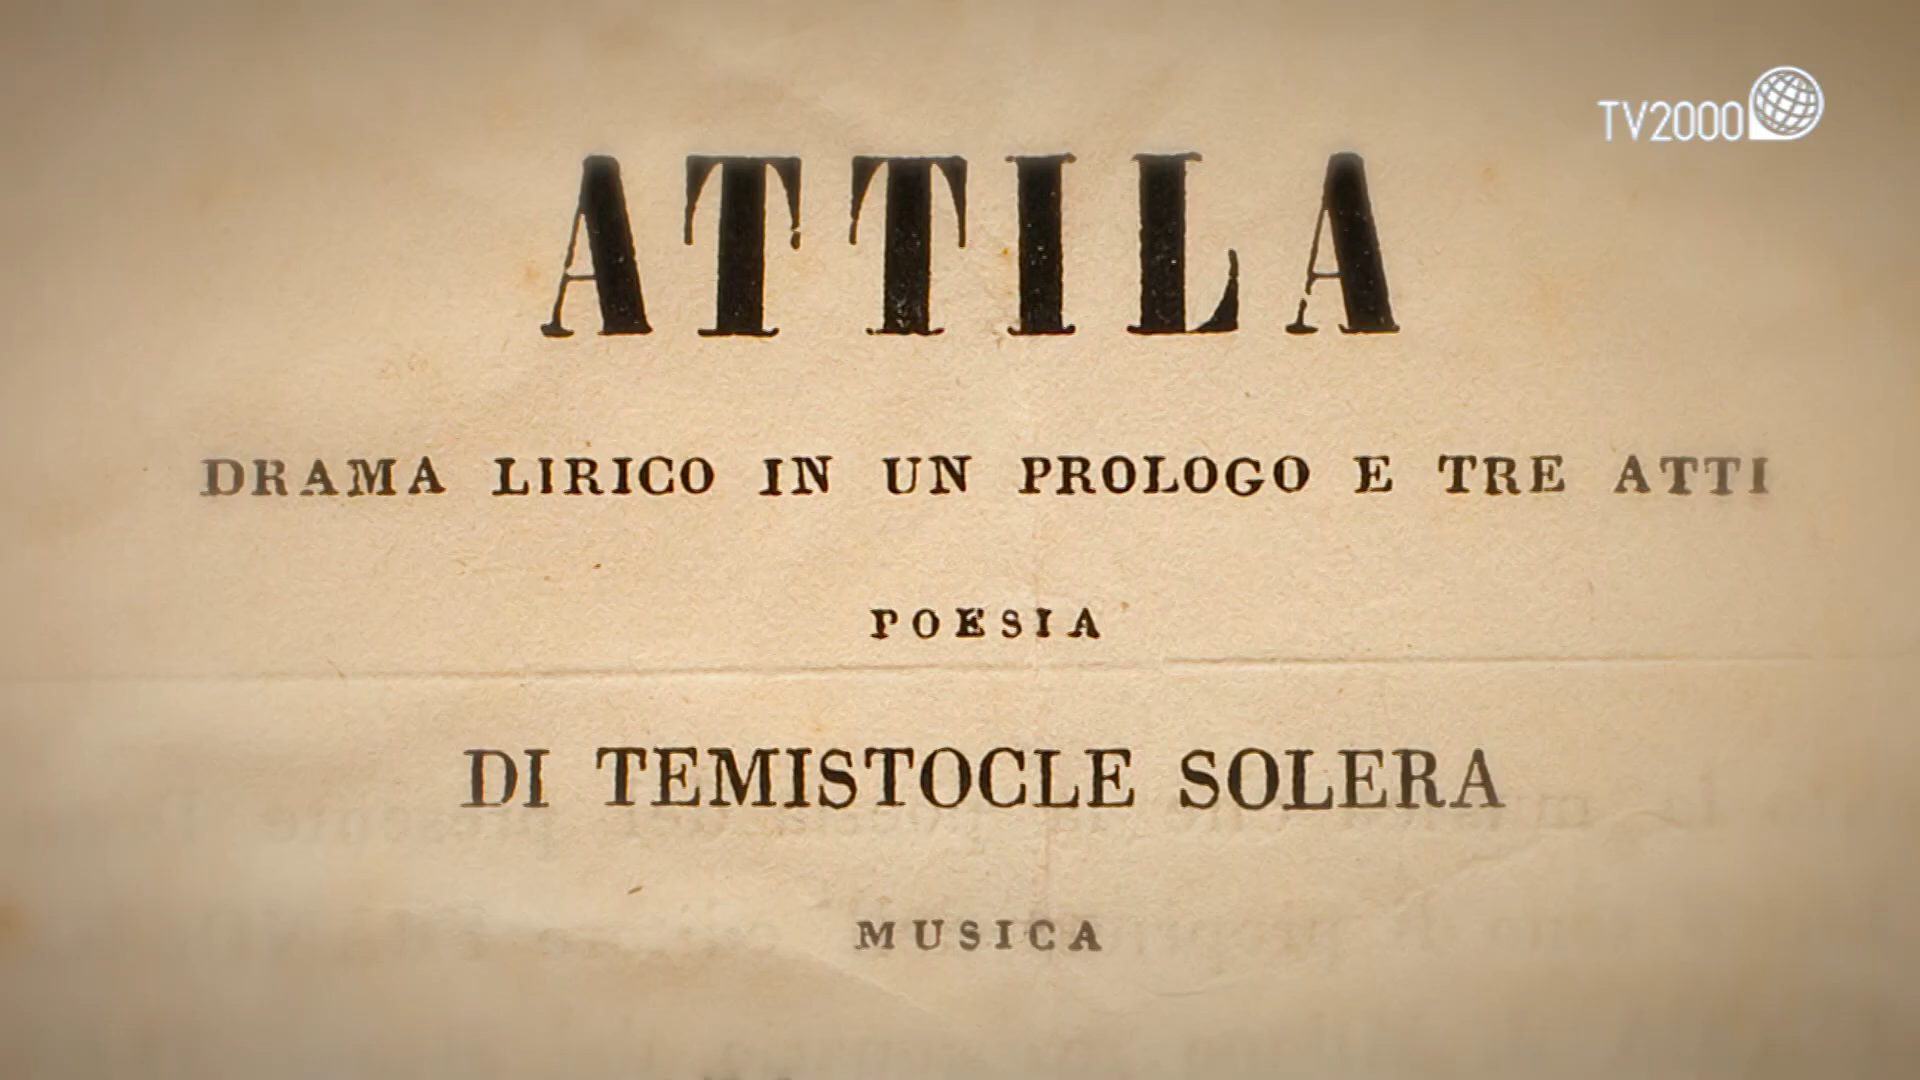 TV2000
ATTILA
DRAMA LIRICO IN UN PROLOGO E TRE ATTI
POESIA
DI TEMISTOCLE SOLERA
MUSICA